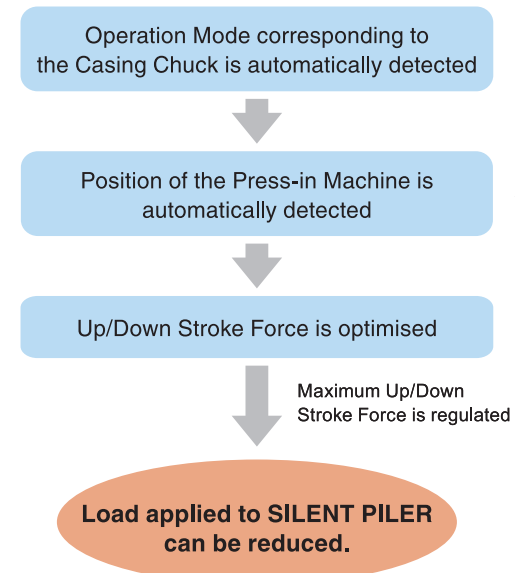 Operation Mode corresponding to
the Casing Chuck is automatically detected
Position of the Press-in Machine is
automatically detected
Up/Down Stroke Force is optimised
Maximum Up/Down
Stroke Force is regulated
Load applied to SILENT PILER
can be reduced.